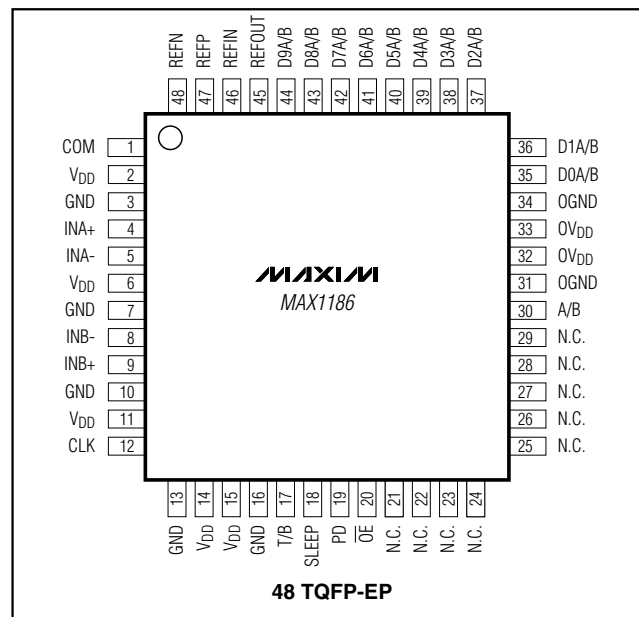 REFN REFP REFIN REFOUT D9A/B D8A/B D7A/B D6A/B D5A/B D4A/B D3A/B D2A/B
48 47 46 45 44 43 42 41 40 39 38 37
COM 1 36 D1A/B
VDD 2 35 D0A/B
GND 3 34 OGND
INA+ 4 33 OVDD
INA- 5 32 OVDD
VDD 6 31 OGND
MAXIM
MAX1186
GND 7 30 A/B
INB- 8 29 N.C.
INB+ 9 28 N.C.
GND 10 27 N.C.
VDD 11 26 N.C.
CLK 12 25 N.C.
13 14 15 16 17 18 19 20 21 22 23 24
GND VDD VDD GND T/B SLEEP PD OE N.C. N.C. N.C. N.C.
48 TQFP-EP